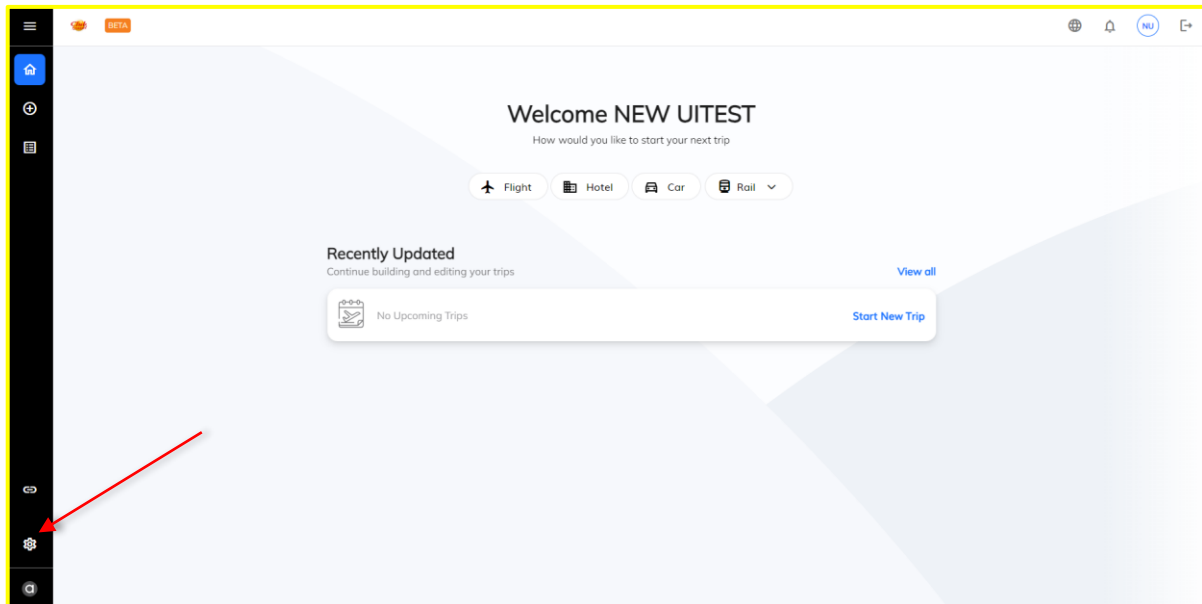 BETA
NU
Welcome NEW UITEST
How would you like to start your next trip
Flight
Hotel
Car
Rail
Recently Updated
Continue building and editing your trips
View all
No Upcoming Trips
Start New Trip
a